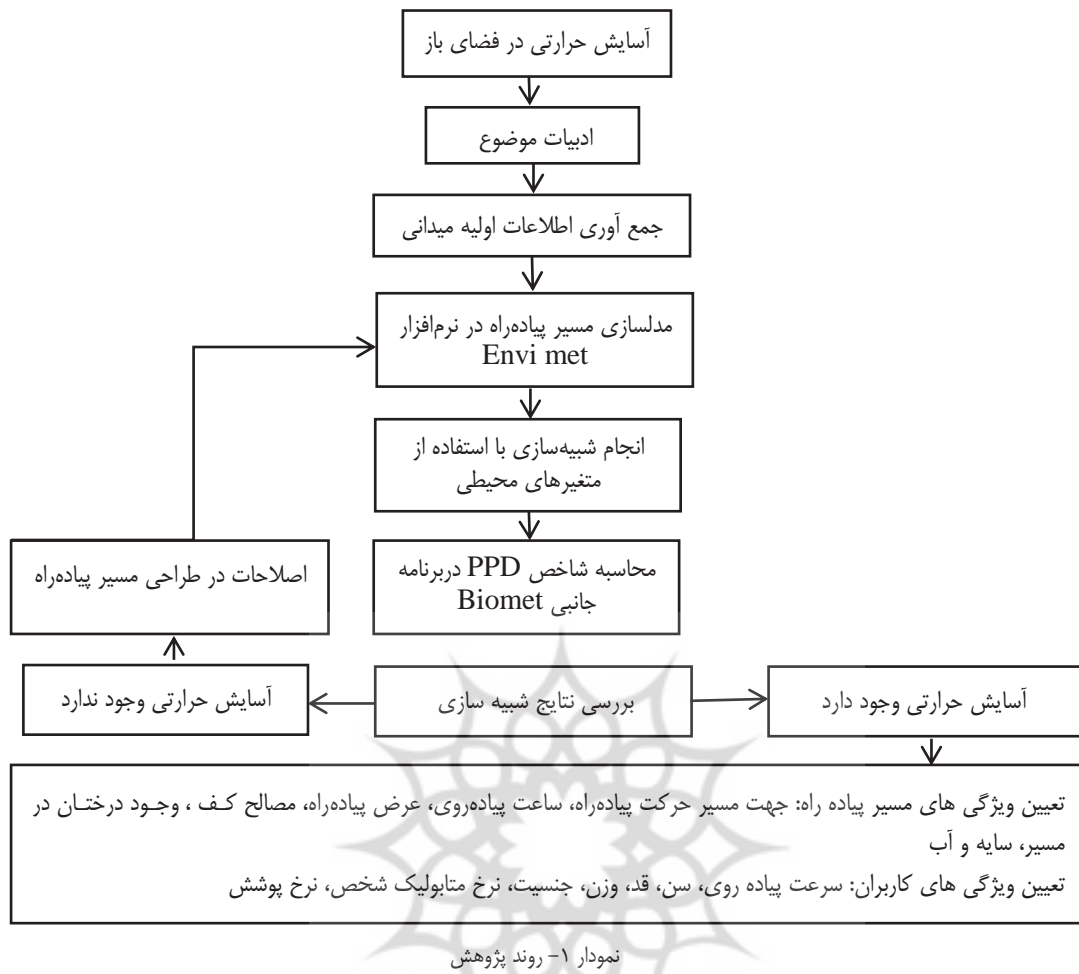 آسایش حرارتی در فضای باز
ادبیات موضوع
جمع آوری اطلاعات اولیه میدانی
مدلسازی مسیر پیاده‌راه در نرم‌افزار
Envi met
انجام شبیه‌سازی با استفاده از
متغیرهای محیطی
محاسبه شاخص PPD دربرنامه
جانبی Biomet
اصلاحات در طراحی مسیر پیاده‌راه
آسایش حرارتی وجود دارد
بررسی نتایج شبیه سازی
آسایش حرارتی وجود ندارد
تعیین ویژگی های مسیر پیاده راه: جهت مسیر حرکت پیاده‌راه، ساعت پیاده‌روی، عرض پیاده‌راه، مصالح کـف ، وجـود درختـان در
مسیر، سایه و آب
تعیین ویژگی های کاربران: سرعت پیاده روی، سن، قد، وزن، جنسیت، نرخ متابولیک شخص، نرخ پوشش
نمودار ۱- روند پژوهش